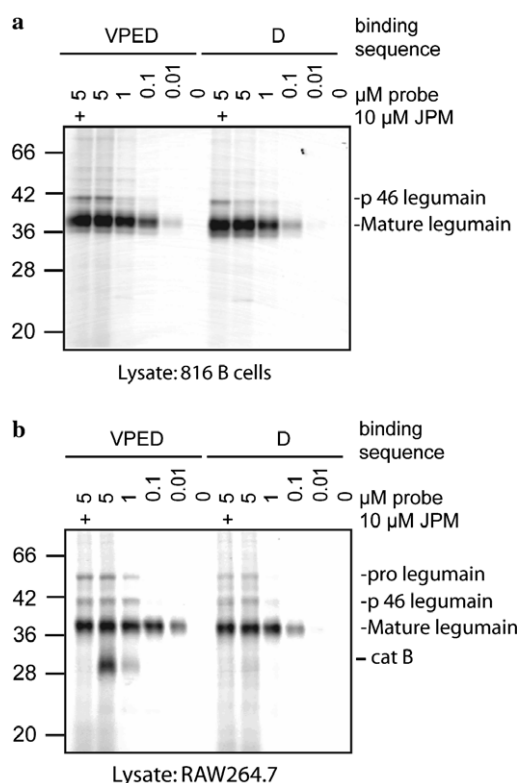 a
VPED D binding
sequence
5 5 1 0.1 0.01 0 5 5 1 0.1 0.01 0 µM probe
+ + 10 µM JPM
66
42
36
28
20
-p 46 legumain
-Mature legumain
Lysate: 816 B cells
b
VPED D binding
sequence
5 5 1 0.1 0.01 0 5 5 1 0.1 0.01 0 µM probe
+ + 10 µM JPM
66
42
36
28
20
-pro legumain
-p 46 legumain
-Mature legumain
- cat B
Lysate: RAW264.7